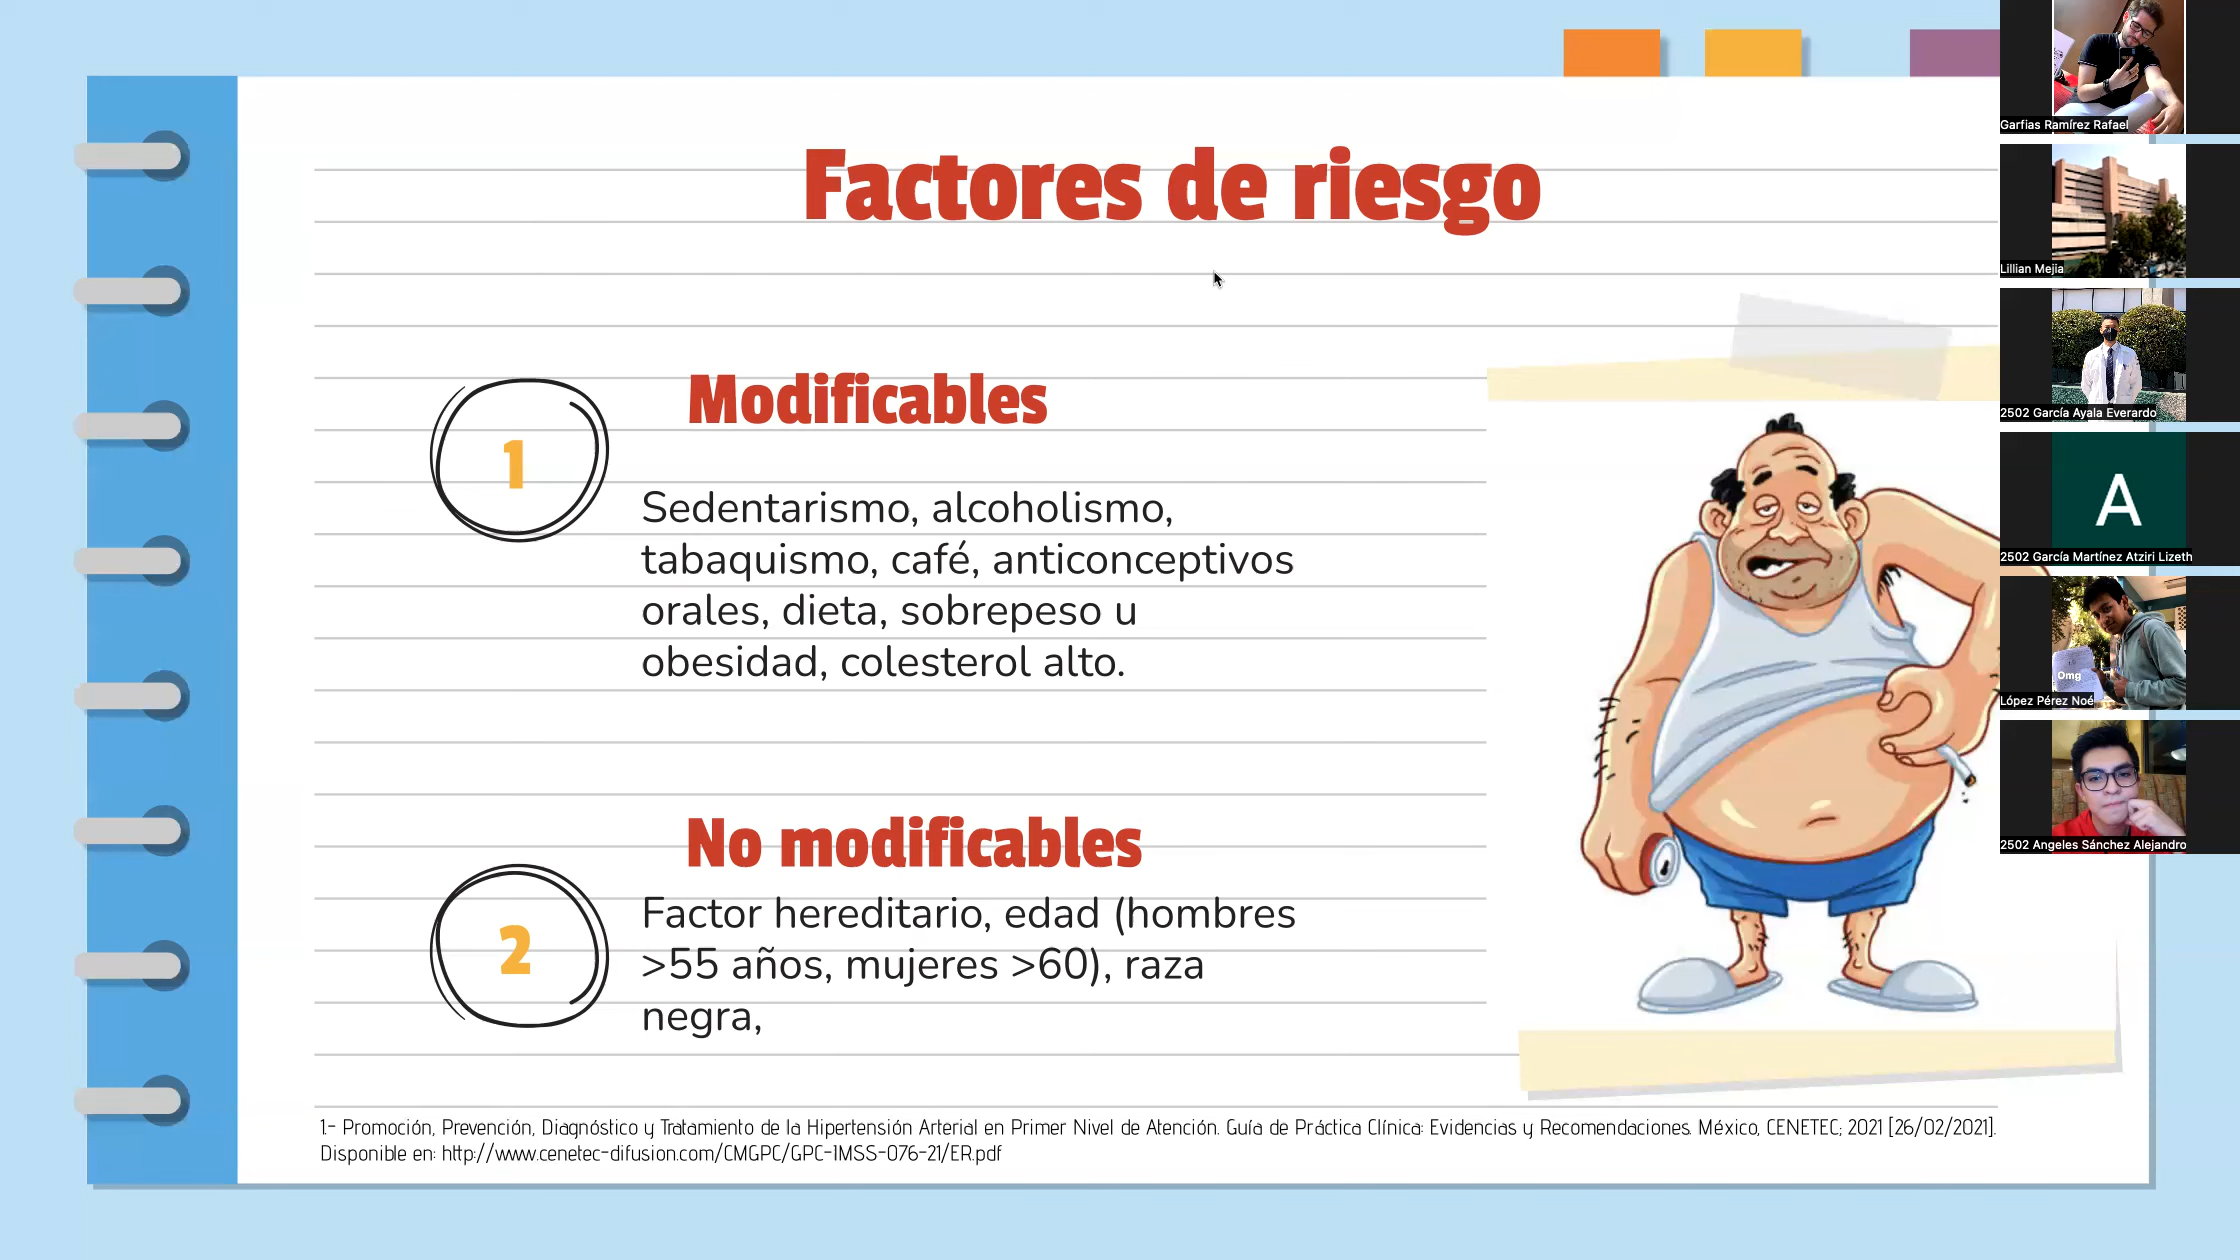 Factores de riesgo
1
Modificables
Sedentarismo, alcoholismo,
tabaquismo, café, anticonceptivos
orales, dieta, sobrepeso u
obesidad, colesterol alto.
2
No modificables
Factor hereditario, edad (hombres
>55 años, mujeres >60), raza
negra,
1.- Promoción, Prevención, Diagnóstico y Tratamiento de la Hipertensión Arterial en Primer Nivel de Atención. Guía de Práctica Clínica: Evidencias y Recomendaciones. México, CENETEC; 2021 [26/02/2021].
Disponible en: http://www.cenetec-difusion.com/CMGPC/GPC-IMSS-076-21/ER.pdf
Garfias Ramírez Rafael
Lillian Mejia
2502 García Ayala Everardo
A
2502 García Martínez Atziri Lizeth
Omg
López Pérez Noé
2502 Angeles Sánchez Alejandro